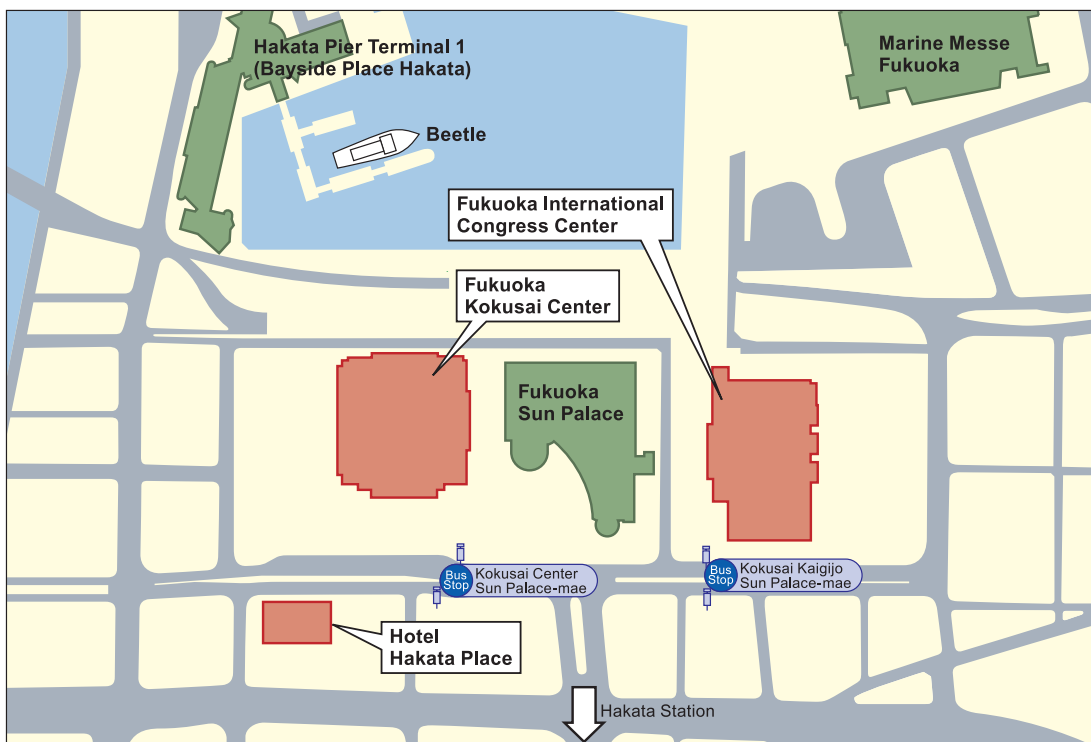 Hakata Pier Terminal 1
(Bayside Place Hakata)
Marine Messe
Fukuoka
Beetle
Fukuoka International
Congress Center
Fukuoka
Kokusai Center
Fukuoka
Sun Palace
Bus
Stop
Kokusai Center
Sun Palace-mae
Bus
Stop
Kokusai Kaigijo
Sun Palace-mae
Hotel
Hakata Place
Hakata Station